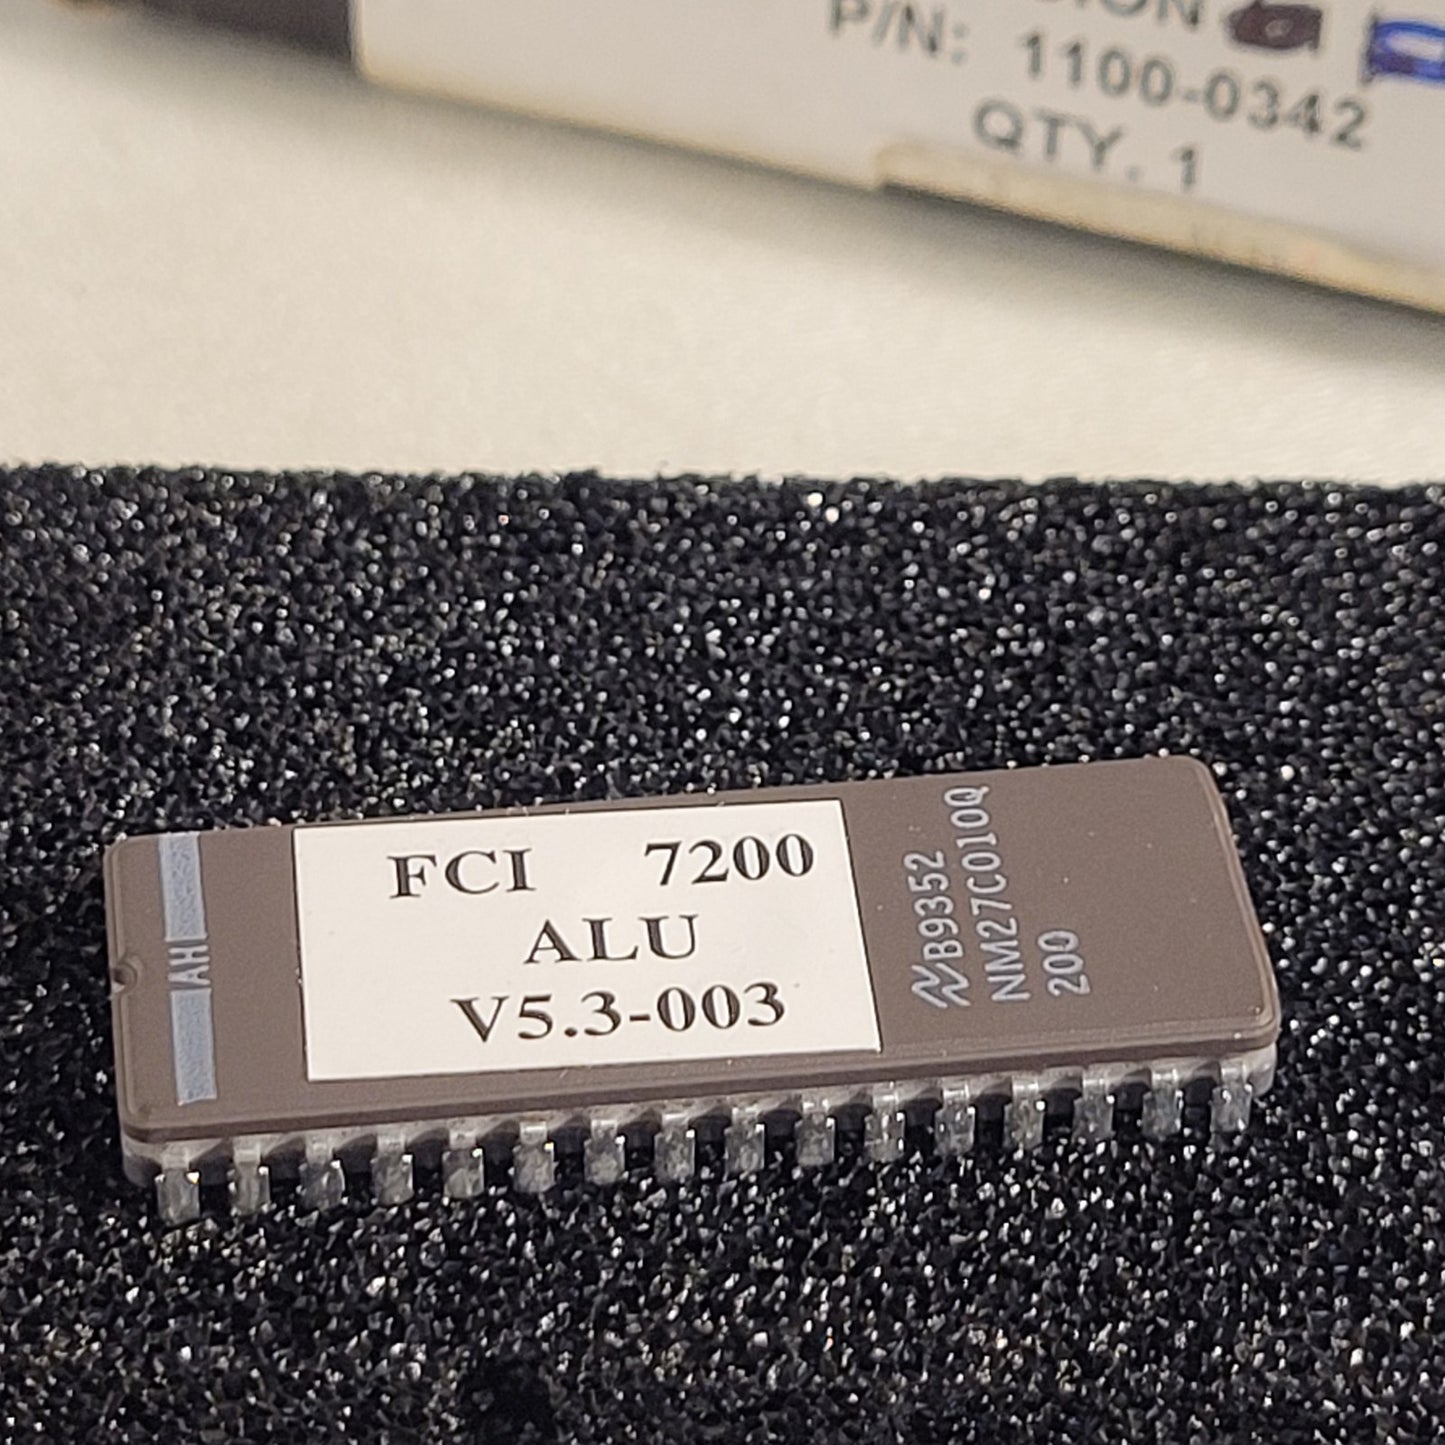 P/N: 1100-0342
QTY. 1
FCI 7200
ALU
V5.3-003
AH
B9352
NM27C010Q
200